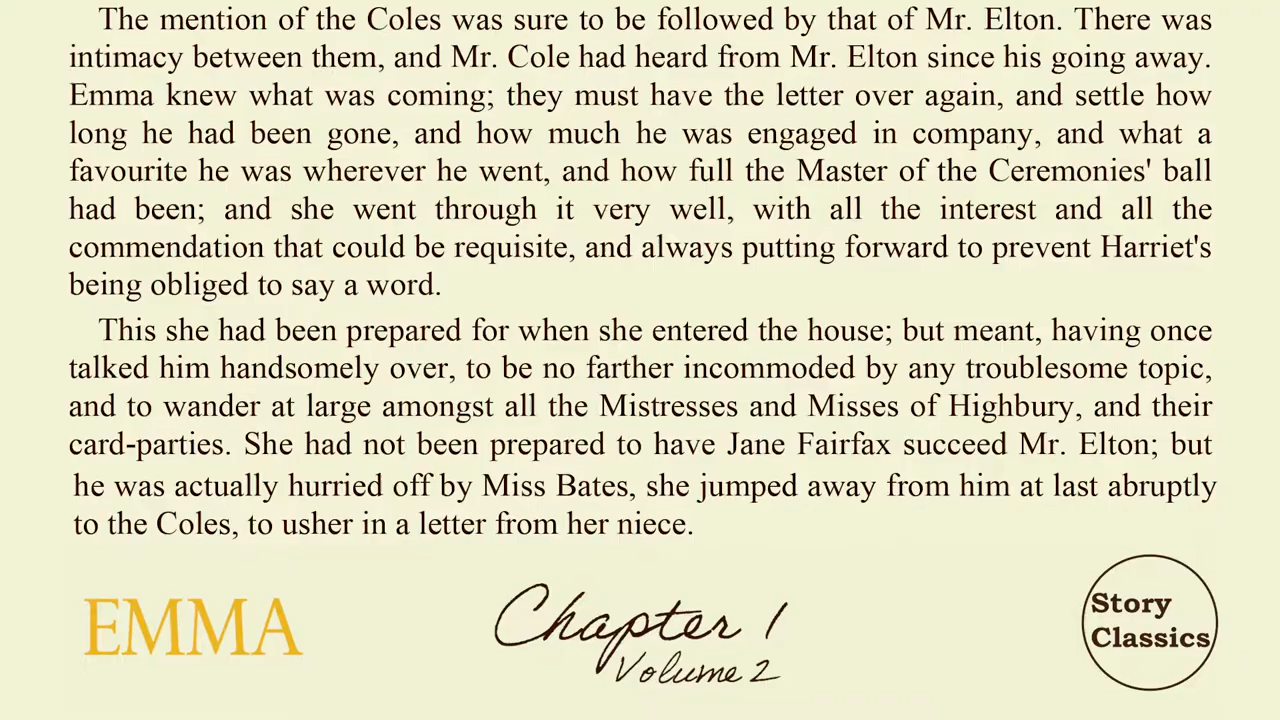 The mention of the Coles was sure to be followed by that of Mr. Elton. There was
intimacy between them, and Mr. Cole had heard from Mr. Elton since his going away.
Emma knew what was coming; they must have the letter over again, and settle how
long he had been gone, and how much he was engaged in company, and what a
favourite he was wherever he went, and how full the Master of the Ceremonies' ball
had been; and she went through it very well, with all the interest and all the
commendation that could be requisite, and always putting forward to prevent Harriet's
being obliged to say a word.
This she had been prepared for when she entered the house; but meant, having once
talked him handsomely over, to be no farther incommoded by any troublesome topic,
and to wander at large amongst all the Mistresses and Misses of Highbury, and their
card-parties. She had not been prepared to have Jane Fairfax succeed Mr. Elton; but
he was actually hurried off by Miss Bates, she jumped away from him at last abruptly
to the Coles, to usher in a letter from her niece.
EMMA
Chapter 1
Volume 2
Story
Classics